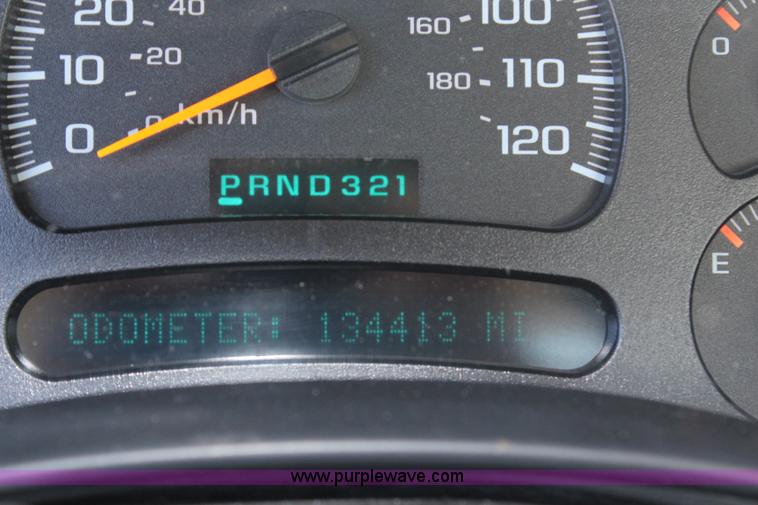 20 40 160 100
10 20 180 110
0 0 km/h 120
O
PRND321
E
ODOMETER: 134413 MI
www.purplewave.com